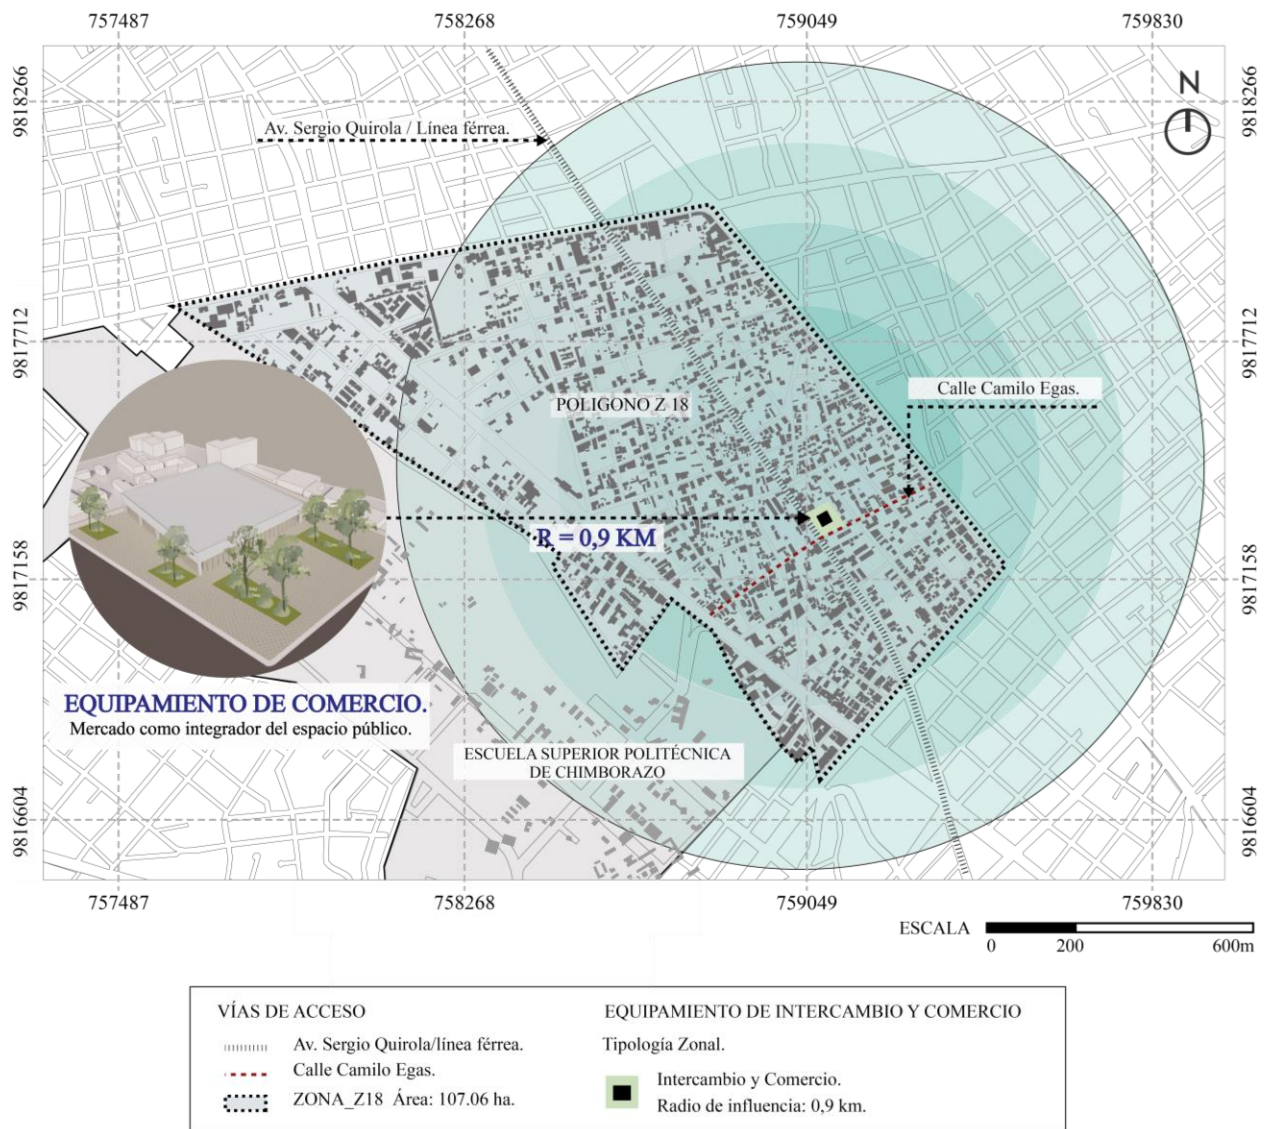 757487
758268
759049
759830
9818266
9818266
N
Av. Sergio Quirola / Línea férrea.
9817712
9817712
Calle Camilo Egas.
POLIGONO Z 18
R = 0,9 KM
9817158
9817158
EQUIPAMIENTO DE COMERCIO.
Mercado como integrador del espacio público.
ESCUELA SUPERIOR POLITÉCNICA
DE CHIMBORAZO
9816604
9816604
757487
758268
759049
759830
ESCALA
0
200
600m
VÍAS DE ACCESO
Av. Sergio Quirola/línea férrea.
Calle Camilo Egas.
ZONA_Z18 Área: 107.06 ha.
EQUIPAMIENTO DE INTERCAMBIO Y COMERCIO
Tipología Zonal.
Intercambio y Comercio.
Radio de influencia: 0,9 km.